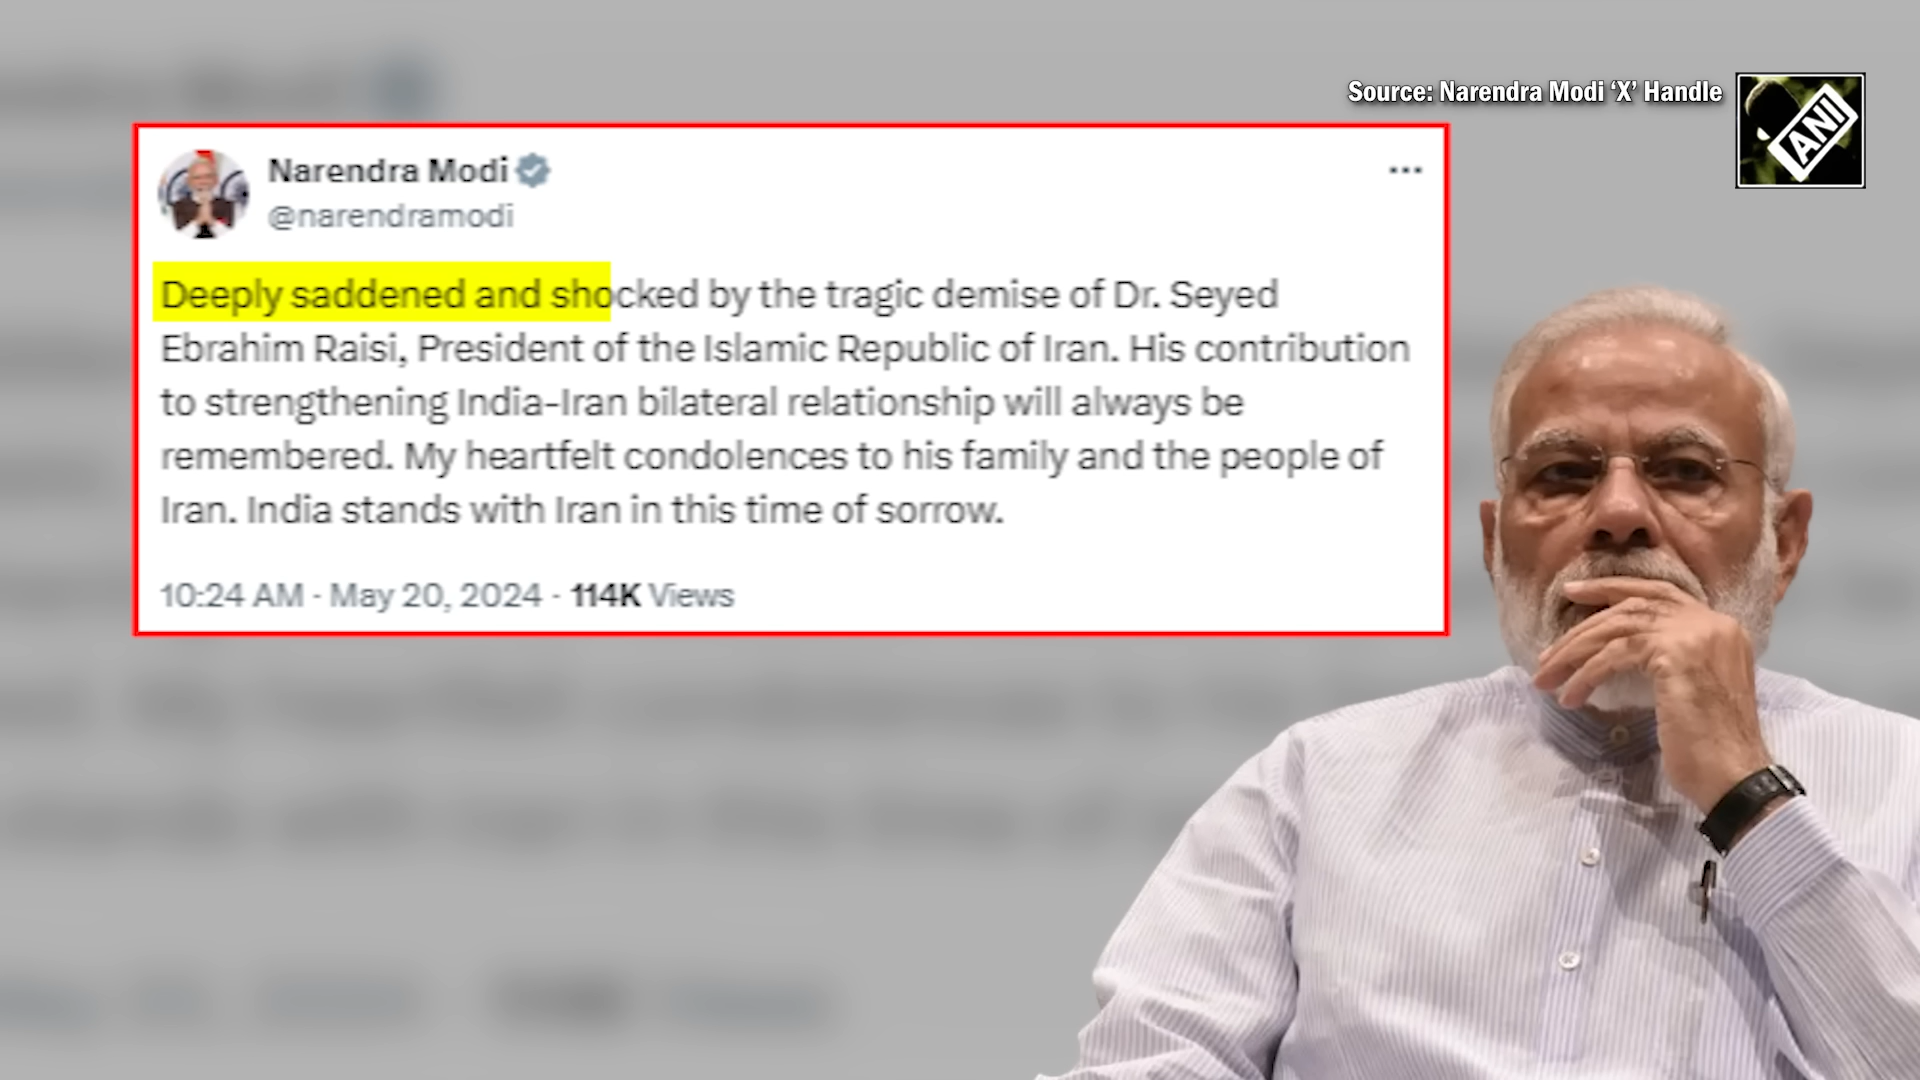 Source: Narendra Modi ‘X’ Handle
ANI
Narendra Modi
@narendramodi
Deeply saddened and shocked by the tragic demise of Dr. Seyed
Ebrahim Raisi, President of the Islamic Republic of Iran. His contribution
to strengthening India-Iran bilateral relationship will always be
remembered. My heartfelt condolences to his family and the people of
Iran. India stands with Iran in this time of sorrow.
10:24 AM · May 20, 2024 · 114K Views